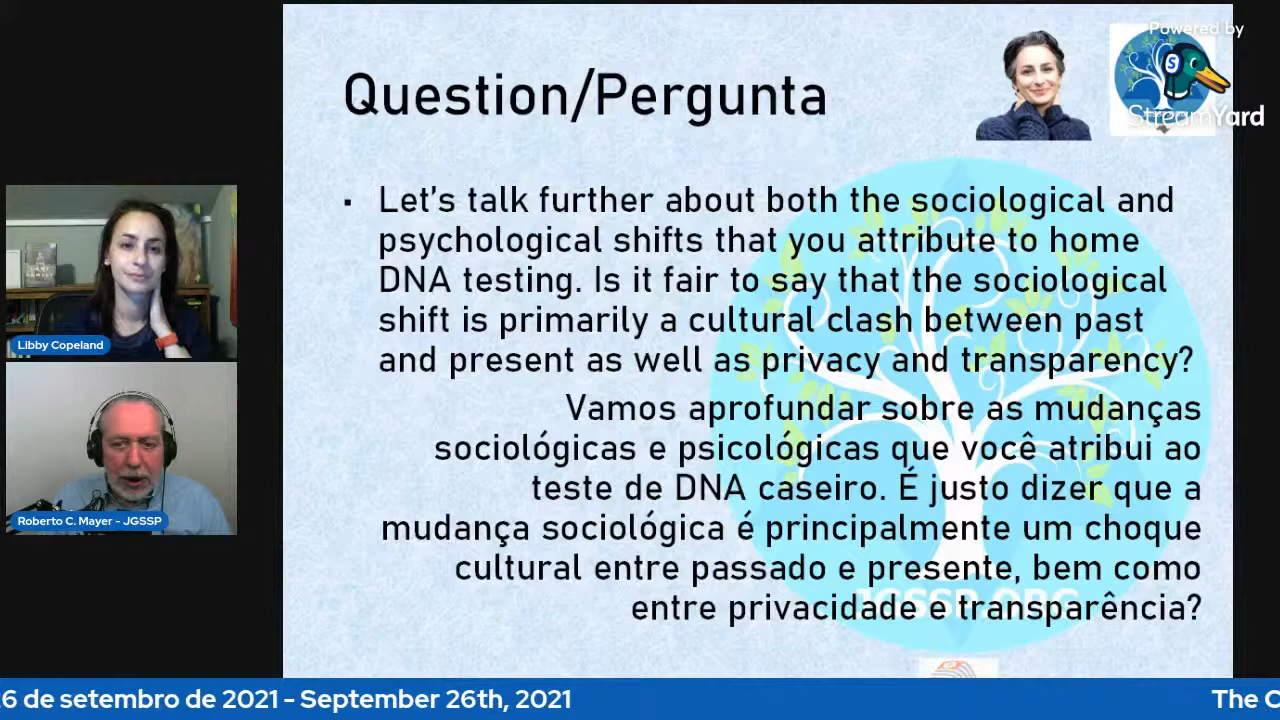 Powered by
StreamYard
Question/Pergunta
Let's talk further about both the sociological and
psychological shifts that you attribute to home
DNA testing. Is it fair to say that the sociological
shift is primarily a cultural clash between past
and present as well as privacy and transparency?
Vamos aprofundar sobre as mudanças
sociológicas e psicológicas que você atribui ao
teste de DNA caseiro. É justo dizer que a
mudança sociológica é principalmente um choque
cultural entre passado e presente, bem como
entre privacidade e transparência?
Libby Copeland
Roberto C. Mayer - JGSSP
6 de setembro de 2021 - September 26th, 2021
The